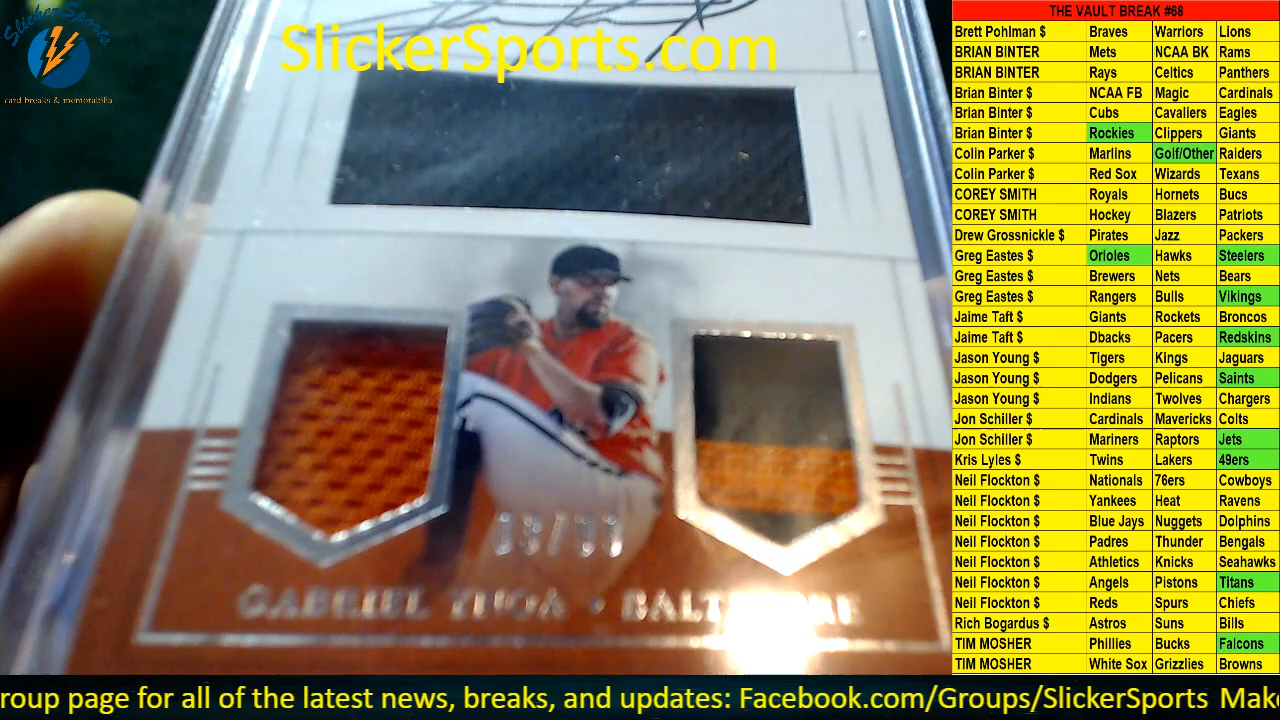 SlickerSports
card breaks & memorabilia
SlickerSports.com
GABRIEL YNOA • BALTIMORE
THE VAULT BREAK #68
Brett Pohlman $ Braves Warriors Lions
BRIAN BINTER Mets NCAA BK Rams
BRIAN BINTER Rays Celtics Panthers
Brian Binter $ NCAA FB Magic Cardinals
Brian Binter $ Cubs Cavaliers Eagles
Brian Binter $ Rockies Clippers Giants
Colin Parker $ Marlins Golf/Other Raiders
Colin Parker $ Red Sox Wizards Texans
COREY SMITH Royals Hornets Bucs
COREY SMITH Hockey Blazers Patriots
Drew Grossnickle $ Pirates Jazz Packers
Greg Eastes $ Orioles Hawks Steelers
Greg Eastes $ Brewers Nets Bears
Greg Eastes $ Rangers Bulls Vikings
Jaime Taft $ Giants Rockets Broncos
Jaime Taft $ Dbacks Pacers Redskins
Jason Young $ Tigers Kings Jaguars
Jason Young $ Dodgers Pelicans Saints
Jason Young $ Indians Twolves Chargers
Jon Schiller $ Cardinals Mavericks Colts
Jon Schiller $ Mariners Raptors Jets
Kris Lyles $ Twins Lakers 49ers
Neil Flockton $ Nationals 76ers Cowboys
Neil Flockton $ Yankees Heat Ravens
Neil Flockton $ Blue Jays Nuggets Dolphins
Neil Flockton $ Padres Thunder Bengals
Neil Flockton $ Athletics Knicks Seahawks
Neil Flockton $ Angels Pistons Titans
Neil Flockton $ Reds Spurs Chiefs
Rich Bogardus $ Astros Suns Bills
TIM MOSHER Phillies Bucks Falcons
TIM MOSHER White Sox Grizzlies Browns
roup page for all of the latest news, breaks, and updates: Facebook.com/Groups/SlickerSports Mak